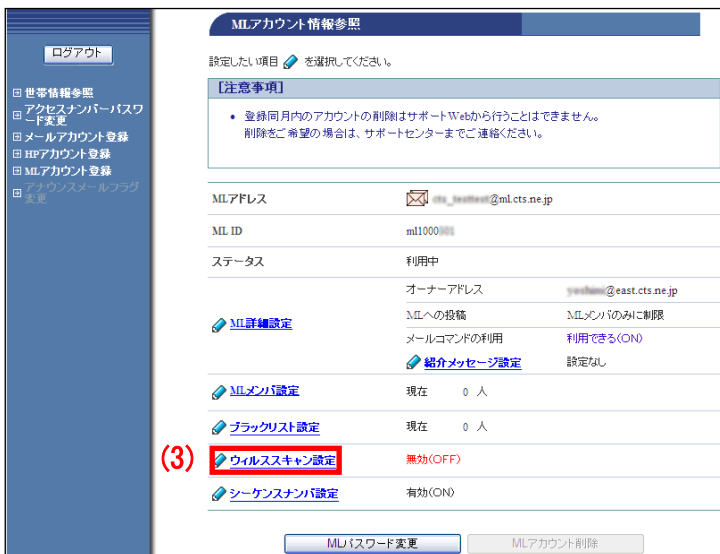 MLアカウント情報参照
ログアウト
設定したい項目 を選択してください。
世帯情報参照
アクセスナンバーパスワ
ード変更
メールアカウント登録
HPアカウント登録
MLアカウント登録
アナウンスメールフラグ
変更
[注意事項]
• 登録同月内のアカウントの削除はサポートWebから行うことはできません。
削除をご希望の場合は、サポートセンターまでご連絡ください。
MLアドレス @ml.cts.ne.jp
ML ID ml1000
ステータス 利用中
ML詳細設定
オーナーアドレス @east.cts.ne.jp
MLへの投稿 MLメンバのみに制限
メールコマンドの利用 利用できる(ON)
紹介メッセージ設定 設定なし
MLメンバ設定 現在 0 人
ブラックリスト設定 現在 0 人
(3) ウィルススキャン設定 無効(OFF)
シーケンスナンバ設定 有効(ON)
MLパスワード変更 MLアカウント削除